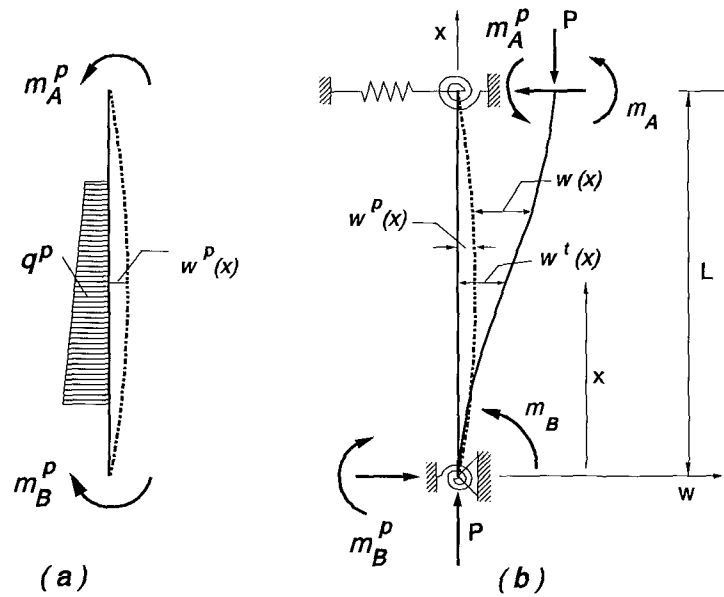 m_A^p
q^p
w^p(x)
m_B^p
(a)
x
m_A^p
P
m_A
w(x)
w^p(x)
w^t(x)
L
x
m_B
w
m_B^p
P
(b)